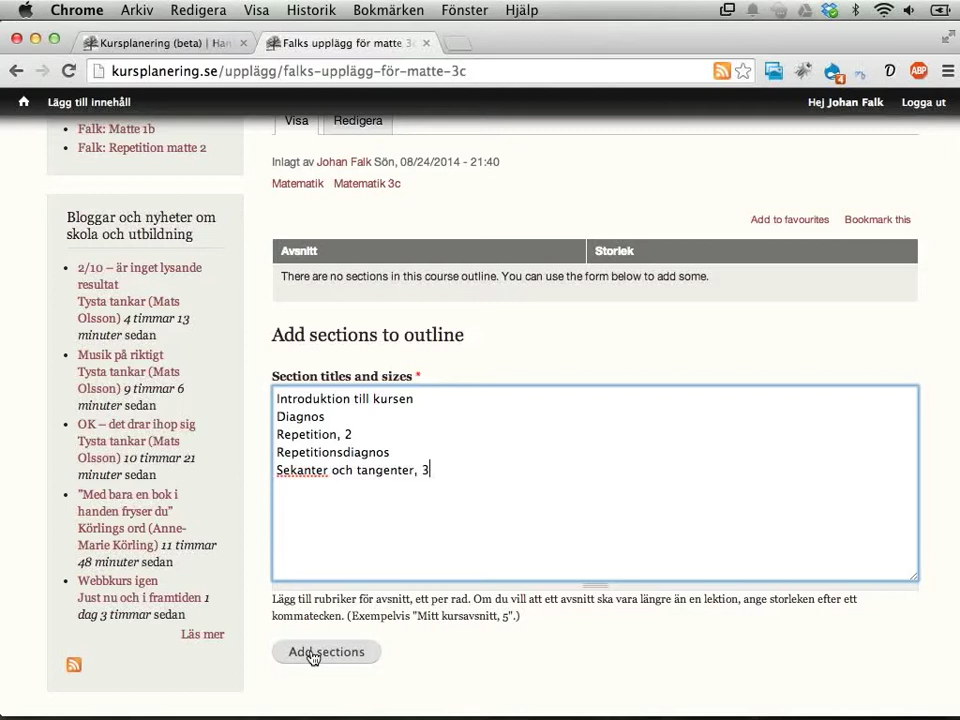 Chrome Arkiv Redigera Visa Historik Bokmärken Fönster Hjälp
Kursplanering (beta) | Han
Falks upplägg för matte 3c
kursplanering.se/upplägg/falks-upplägg-för-matte-3c
4
D
ABP
Lägg till innehåll
Hej Johan Falk Logga ut
Falk: Matte 1b
Falk: Repetition matte 2
Bloggar och nyheter om
skola och utbildning
2/10 – är inget lysande
resultat
Tysta tankar (Mats
Olsson) 4 timmar 13
minuter sedan
Musik på riktigt
Tysta tankar (Mats
Olsson) 9 timmar 6
minuter sedan
OK – det drar ihop sig
Tysta tankar (Mats
Olsson) 10 timmar 21
minuter sedan
"Med bara en bok i
handen fryser du"
Körlings ord (Anne-
Marie Körling) 11 timmar
48 minuter sedan
Webbkurs igen
Just nu och i framtiden 1
dag 3 timmar sedan
Läs mer
Visa Redigera
Inlagt av Johan Falk Sön, 08/24/2014 - 21:40
Matematik Matematik 3c
Add to favourites Bookmark this
Avsnitt Storlek
There are no sections in this course outline. You can use the form below to add some.
Add sections to outline
Section titles and sizes *
Introduktion till kursen
Diagnos
Repetition, 2
Repetitionsdiagnos
Sekanter och tangenter, 3
Lägg till rubriker för avsnitt, ett per rad. Om du vill att ett avsnitt ska vara längre än en lektion, ange storleken efter ett
kommatecken. (Exempelvis "Mitt kursavsnitt, 5".)
Add sections